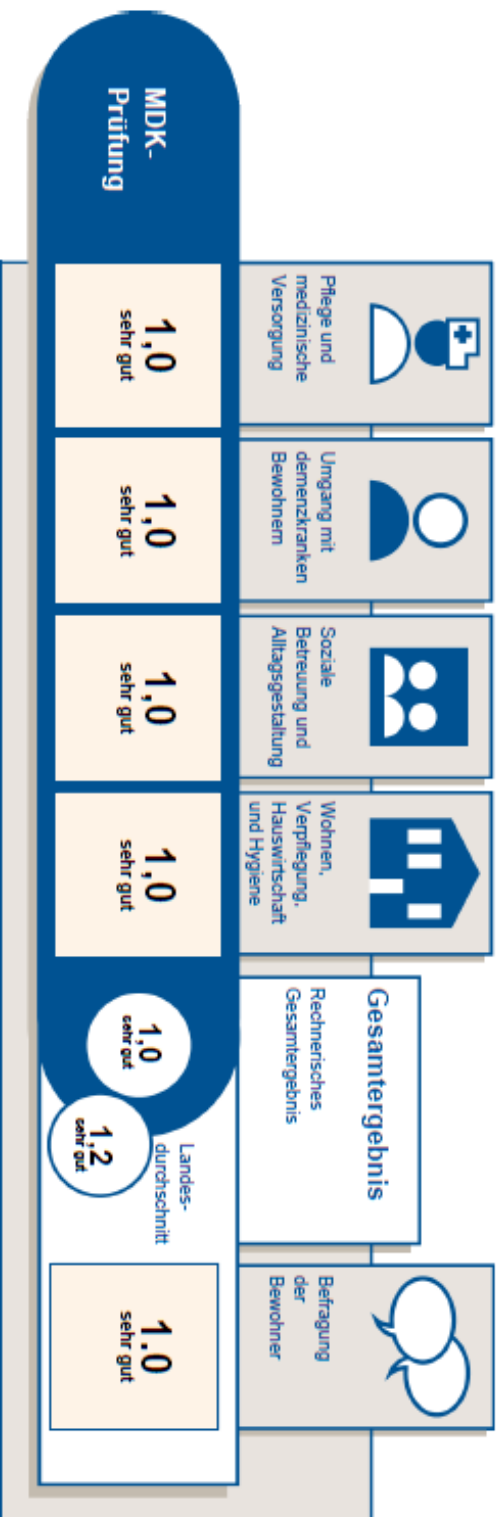 Pflege und
medizinische
Versorgung
Umgang mit
demenzkranken
Bewohnern
Soziale
Betreuung und
Alltagsgestaltung
Wohnen,
Verpflegung,
Hauswirtschaft
und Hygiene
Gesamtergebnis
Rechnerisches
Gesamtergebnis
Befragung
der
Bewohner
MDK-
Prüfung
1,0
sehr gut
1,0
sehr gut
1,0
sehr gut
1,0
sehr gut
1,0
sehr gut
Landes-
durchschnitt
1,2
sehr gut
1.0
sehr gut